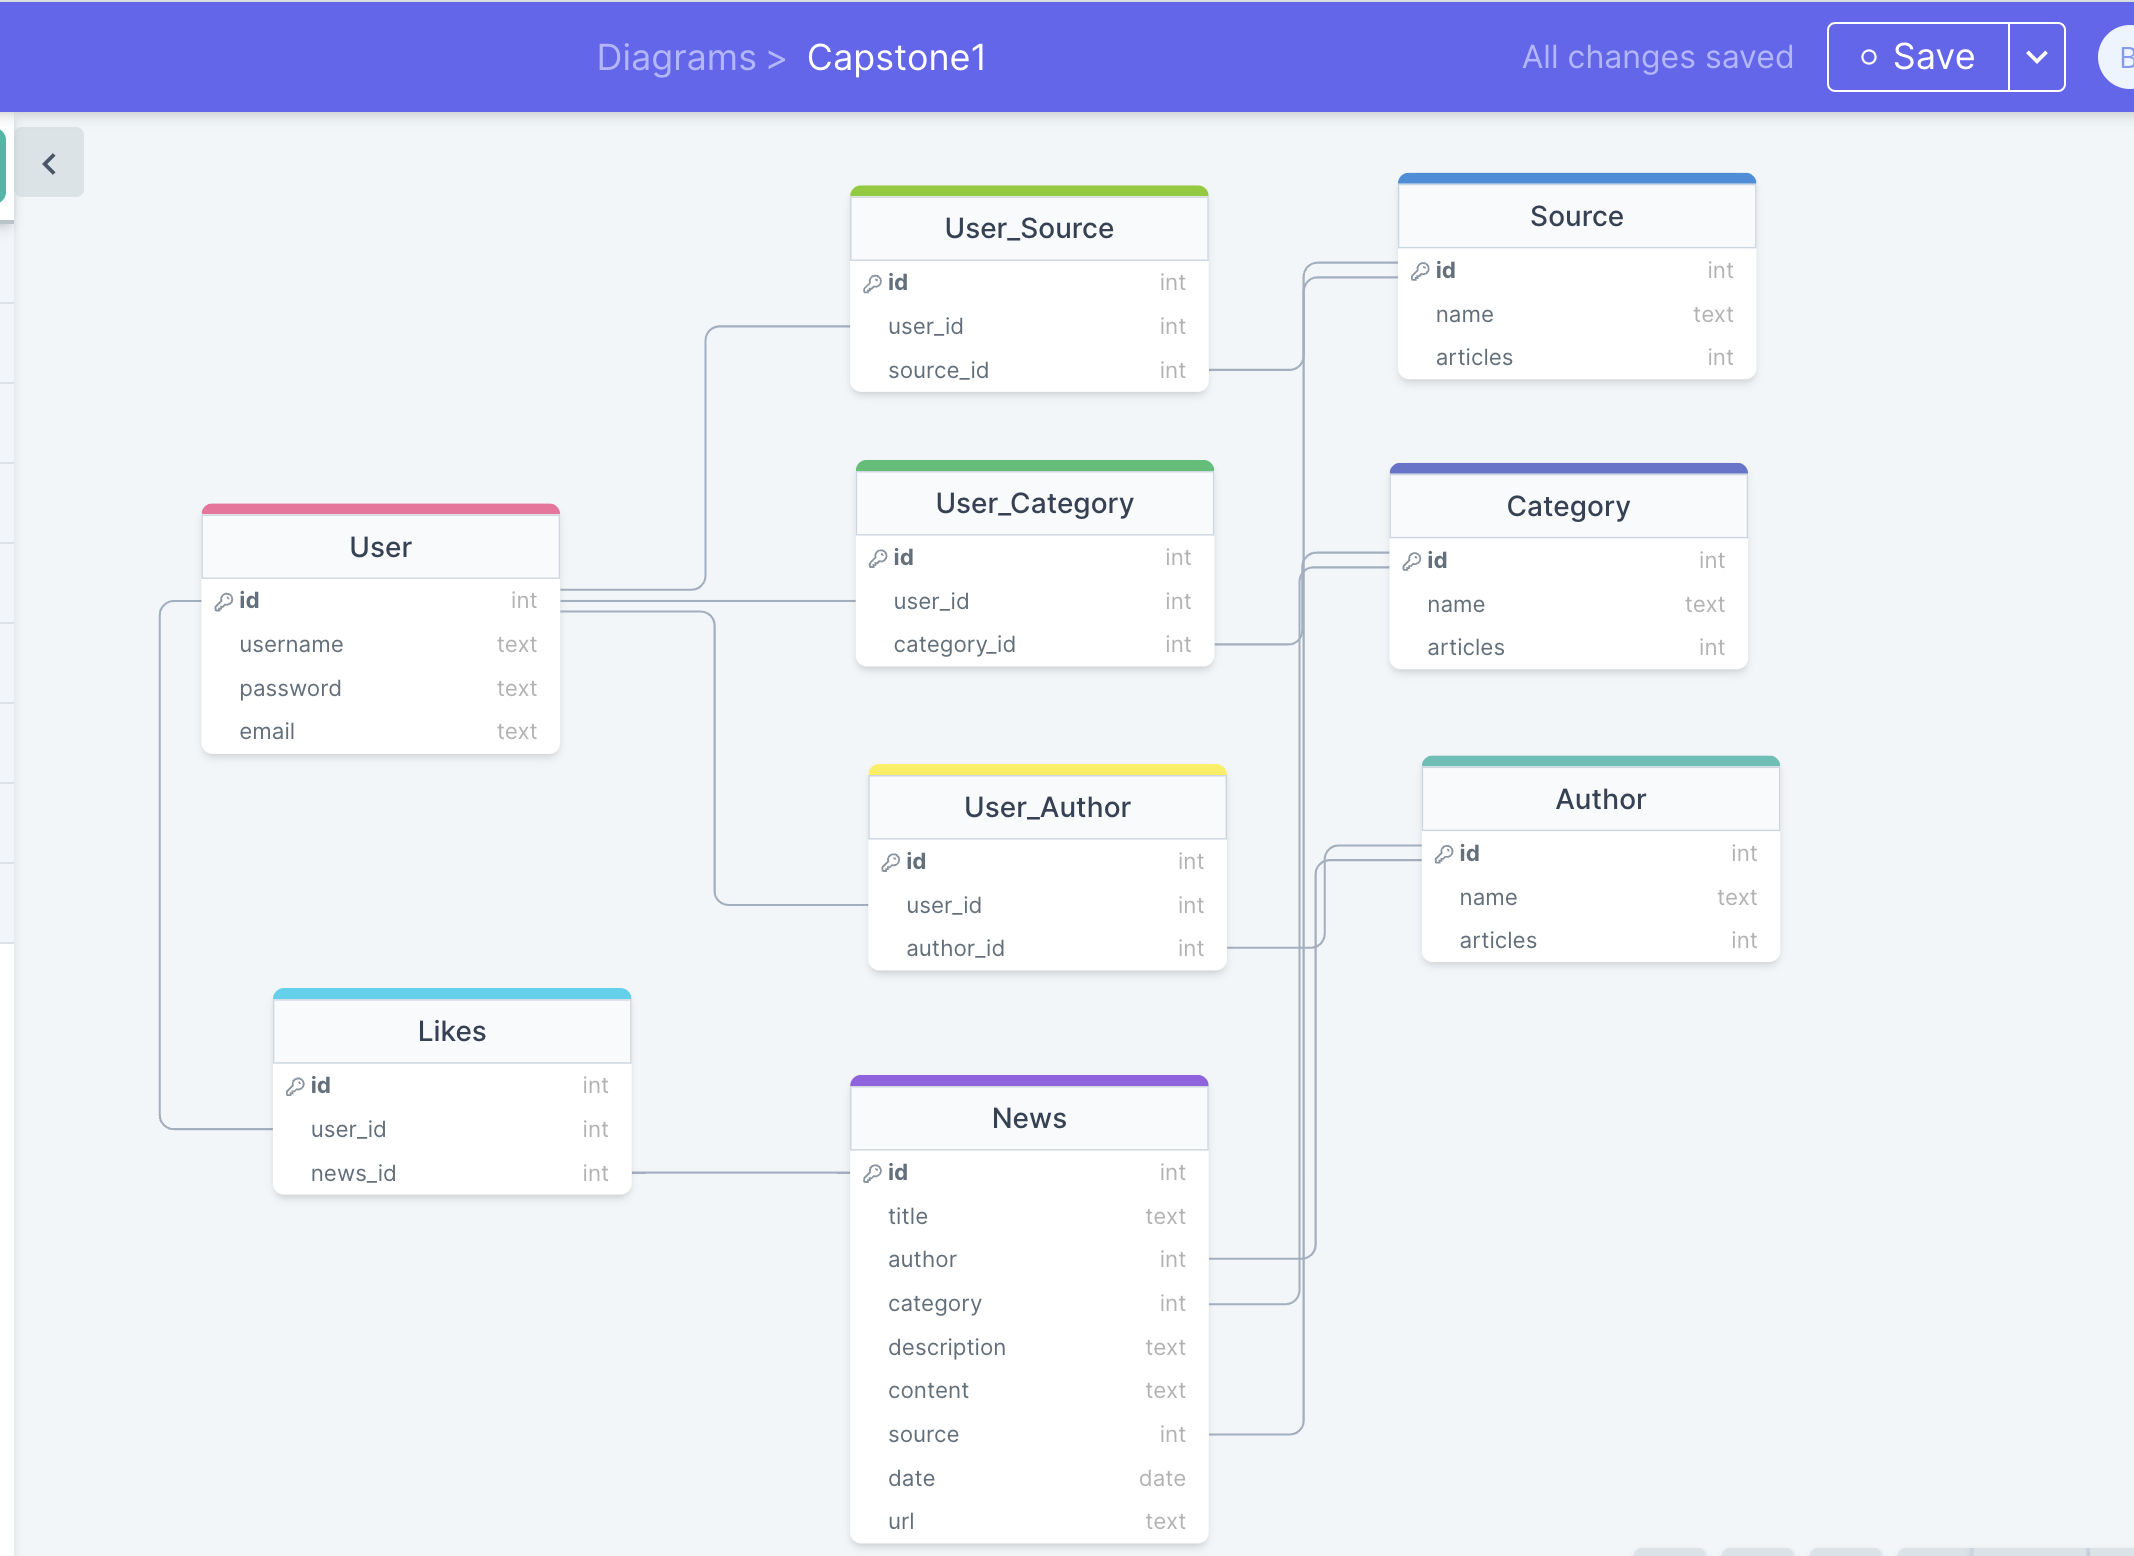 Diagrams > Capstone1
All changes saved
Save
B
User_Source
id int
user_id int
source_id int
Source
id int
name text
articles int
User_Category
id int
user_id int
category_id int
Category
id int
name text
articles int
User
id int
username text
password text
email text
User_Author
id int
user_id int
author_id int
Author
id int
name text
articles int
Likes
id int
user_id int
news_id int
News
id int
title text
author int
category int
description text
content text
source int
date date
url text